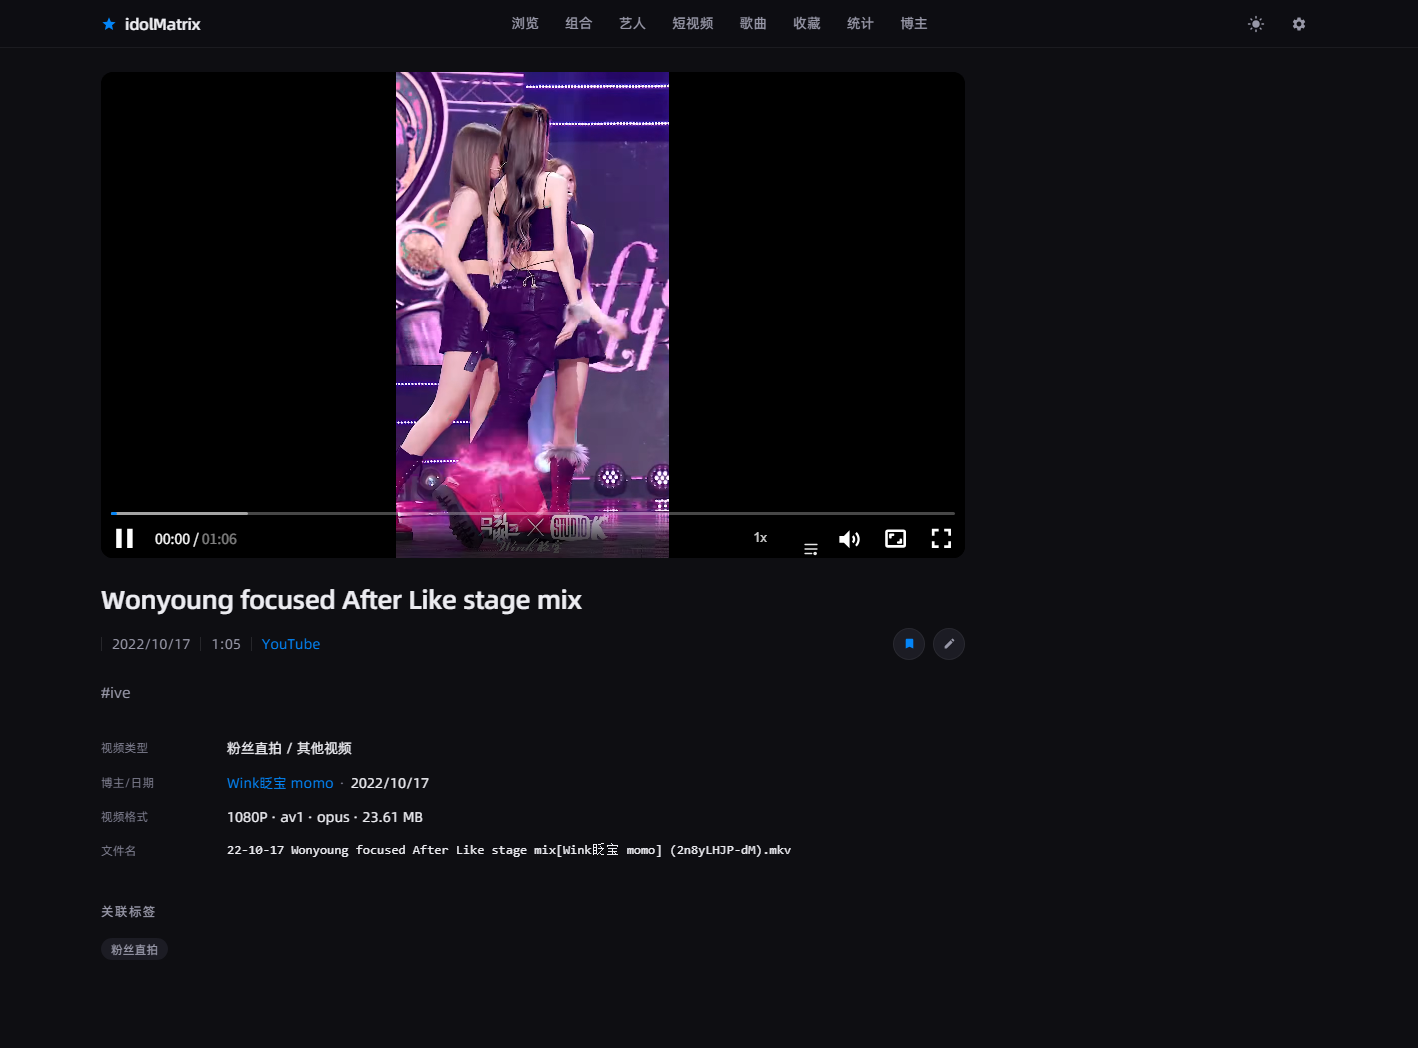 idolMatrix
浏览 组合 艺人 短视频 歌曲 收藏 统计 博主
STUDIO K
00:00 / 01:06
1x
Wonyoung focused After Like stage mix
2022/10/17 1:05 YouTube
#ive
视频类型 粉丝直拍 / 其他视频
博主/日期 Wink眨宝 momo · 2022/10/17
视频格式 1080P · av1 · opus · 23.61 MB
文件名 22-10-17 Wonyoung focused After Like stage mix[Wink眨宝 momo] (2n8yLHJP-dM).mkv
关联标签
粉丝直拍